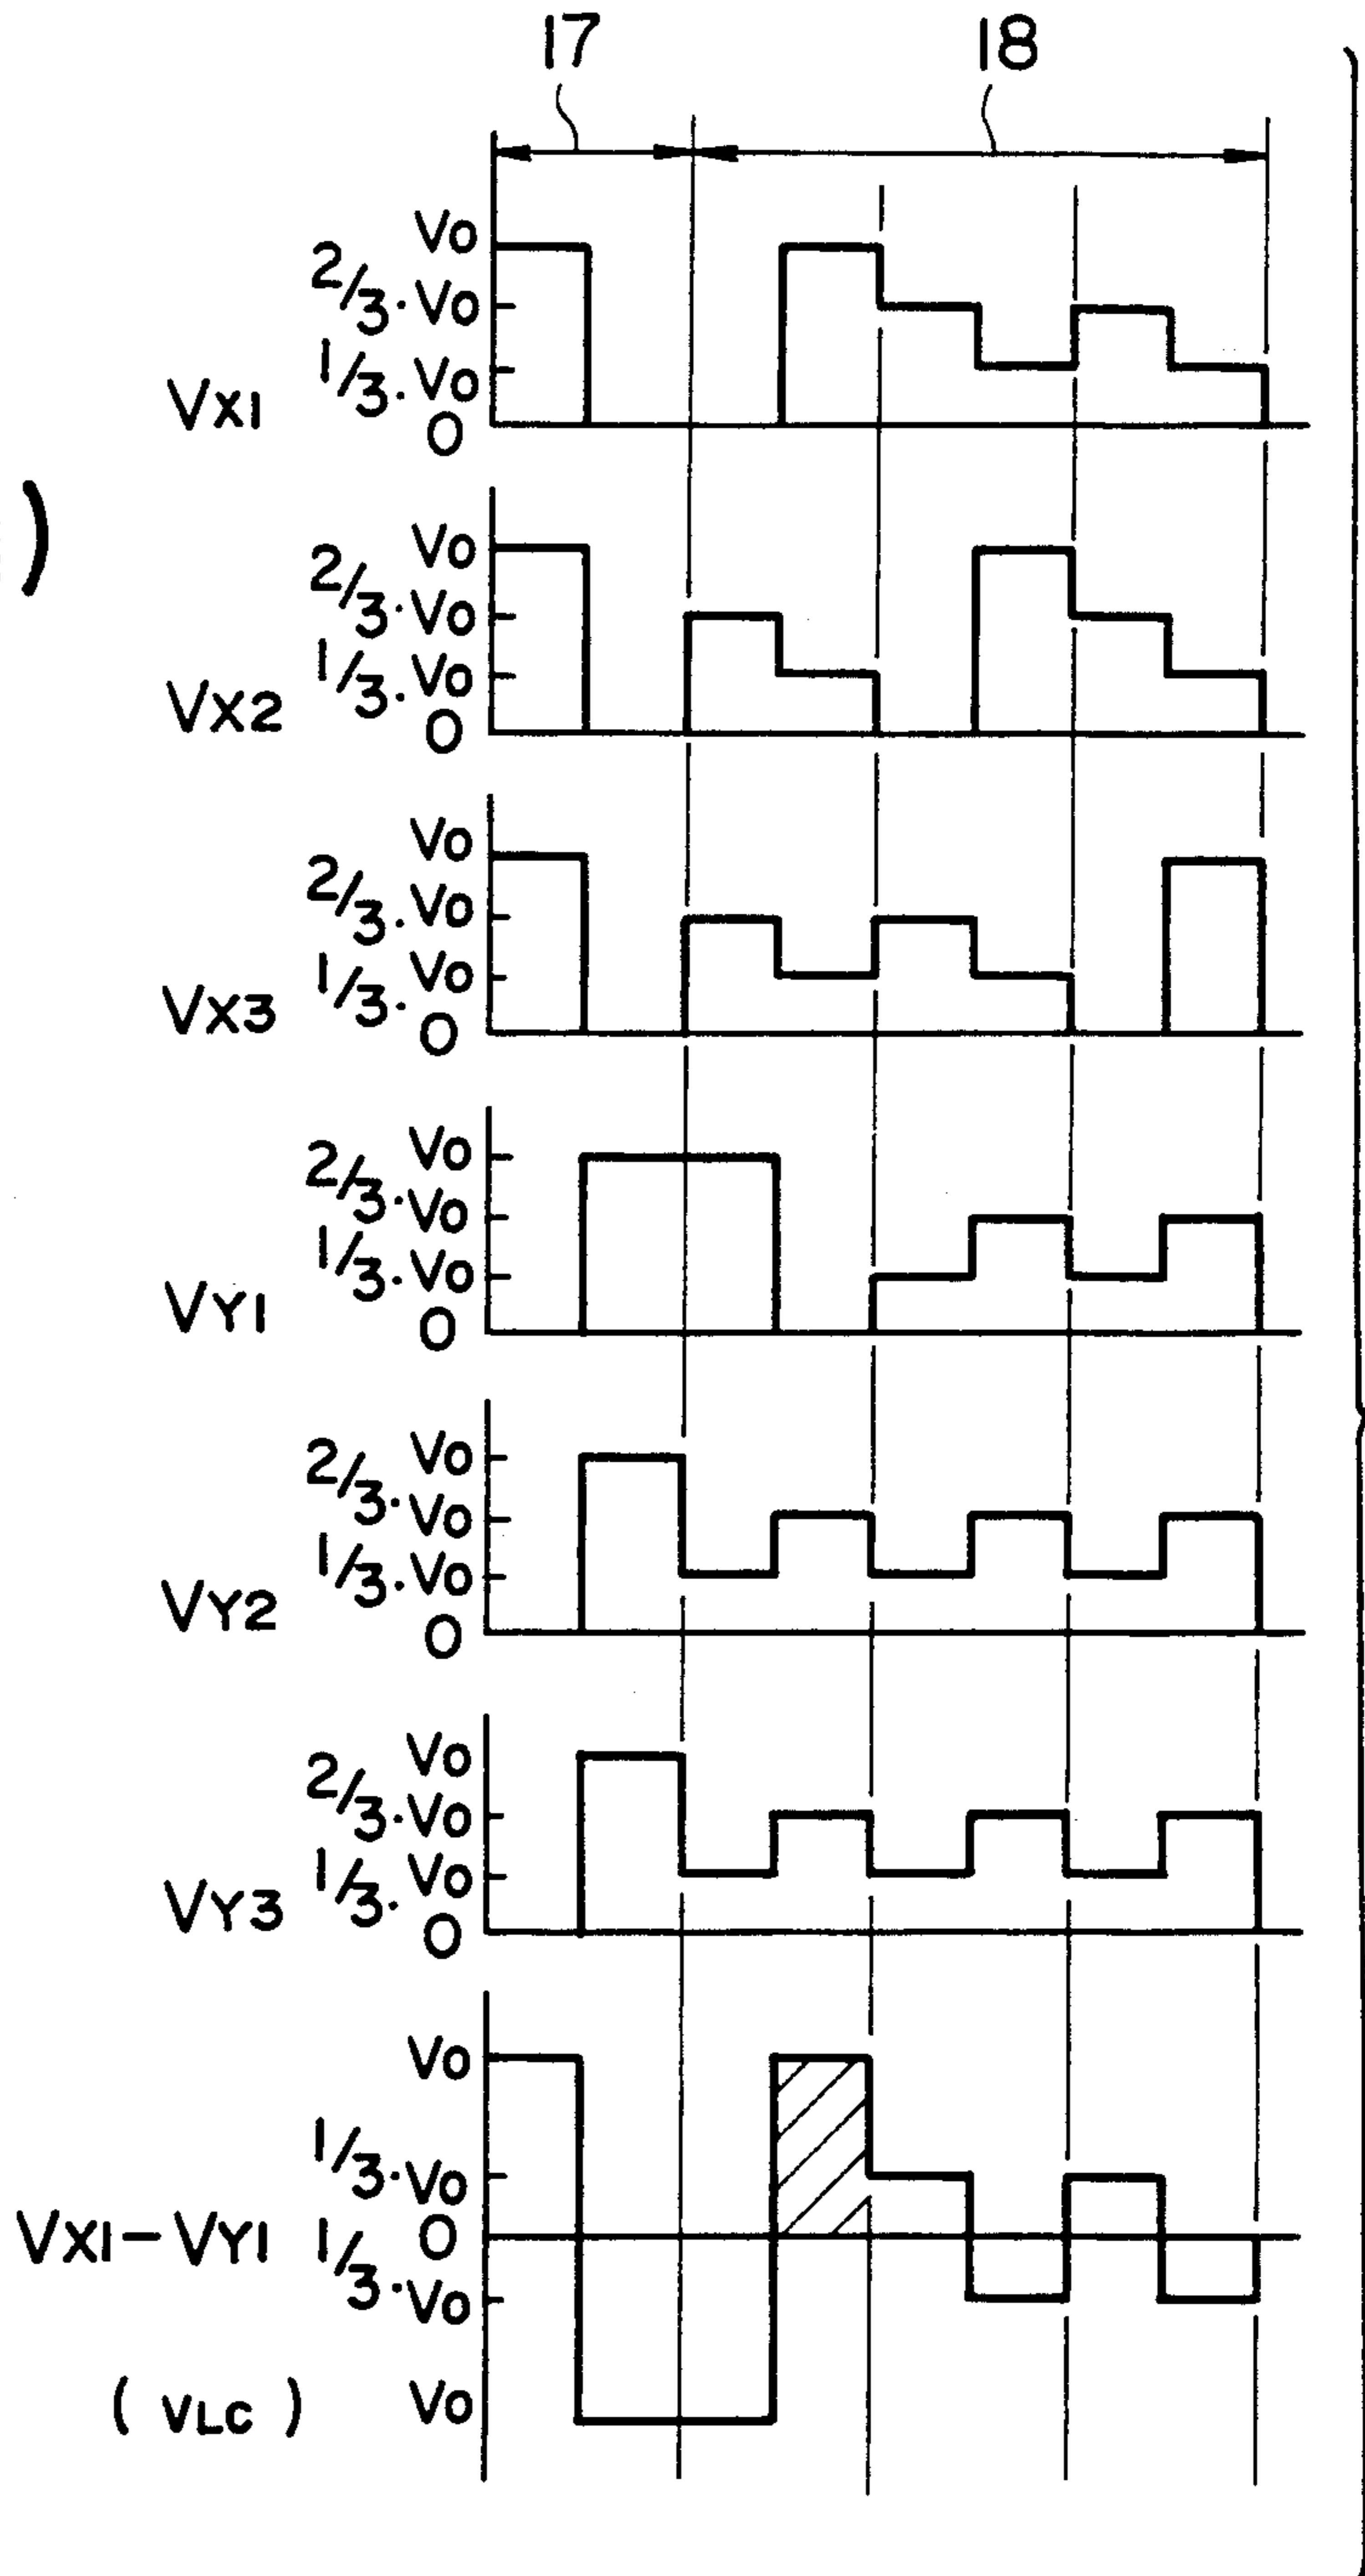 17 18
Vo
2/3·Vo
1/3·Vo
VX1
0
)
Vo
2/3·Vo
1/3·Vo
VX2
0
Vo
2/3·Vo
1/3·Vo
VX3
0
Vo
2/3·Vo
1/3·Vo
VY1
0
Vo
2/3·Vo
1/3·Vo
VY2
0
Vo
2/3·Vo
1/3·Vo
VY3
0
Vo
1/3·Vo
VX1-VY1 0
1/3·Vo
(VLC) Vo